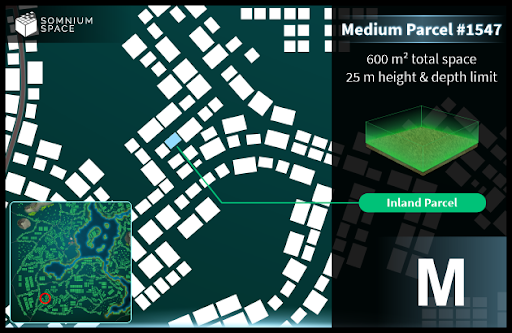 SOMNIUM
SPACE
Medium Parcel #1547
600 m² total space
25 m height & depth limit
Inland Parcel
M